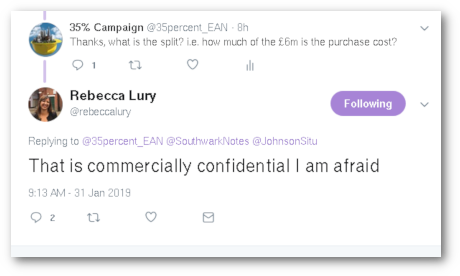 35% Campaign @35percent_EAN · 8h
Thanks, what is the split? i.e. how much of the £6m is the purchase cost?
1
Rebecca Lury
@rebeccalury
Following
Replying to @35percent_EAN @SouthwarkNotes @JohnsonSitu
That is commercially confidential I am afraid
9:13 AM - 31 Jan 2019
2